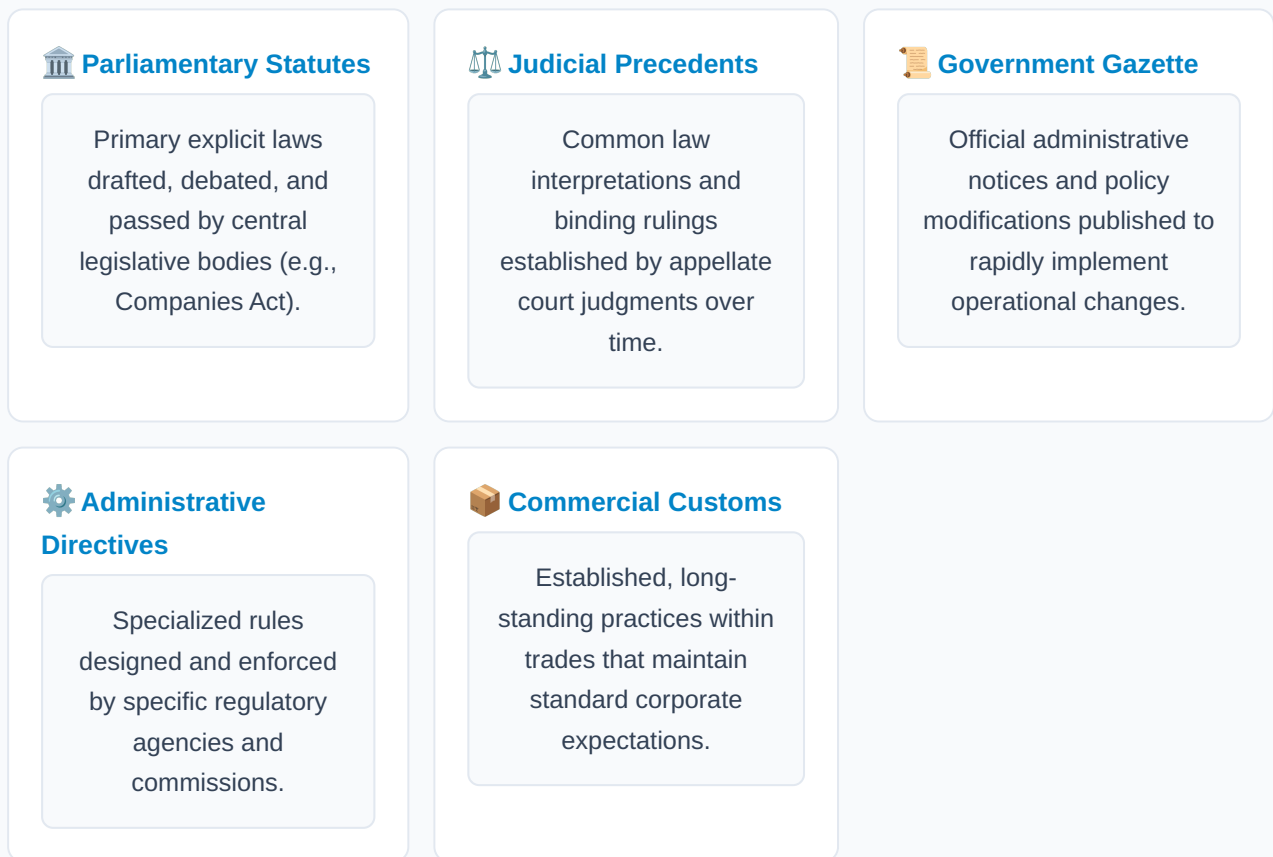 🏛️ Parliamentary Statutes
Primary explicit laws
drafted, debated, and
passed by central
legislative bodies (e.g.,
Companies Act).
⚖️ Judicial Precedents
Common law
interpretations and
binding rulings
established by appellate
court judgments over
time.
📜 Government Gazette
Official administrative
notices and policy
modifications published to
rapidly implement
operational changes.
⚙️ Administrative
Directives
Specialized rules
designed and enforced
by specific regulatory
agencies and
commissions.
📦 Commercial Customs
Established, long-
standing practices within
trades that maintain
standard corporate
expectations.